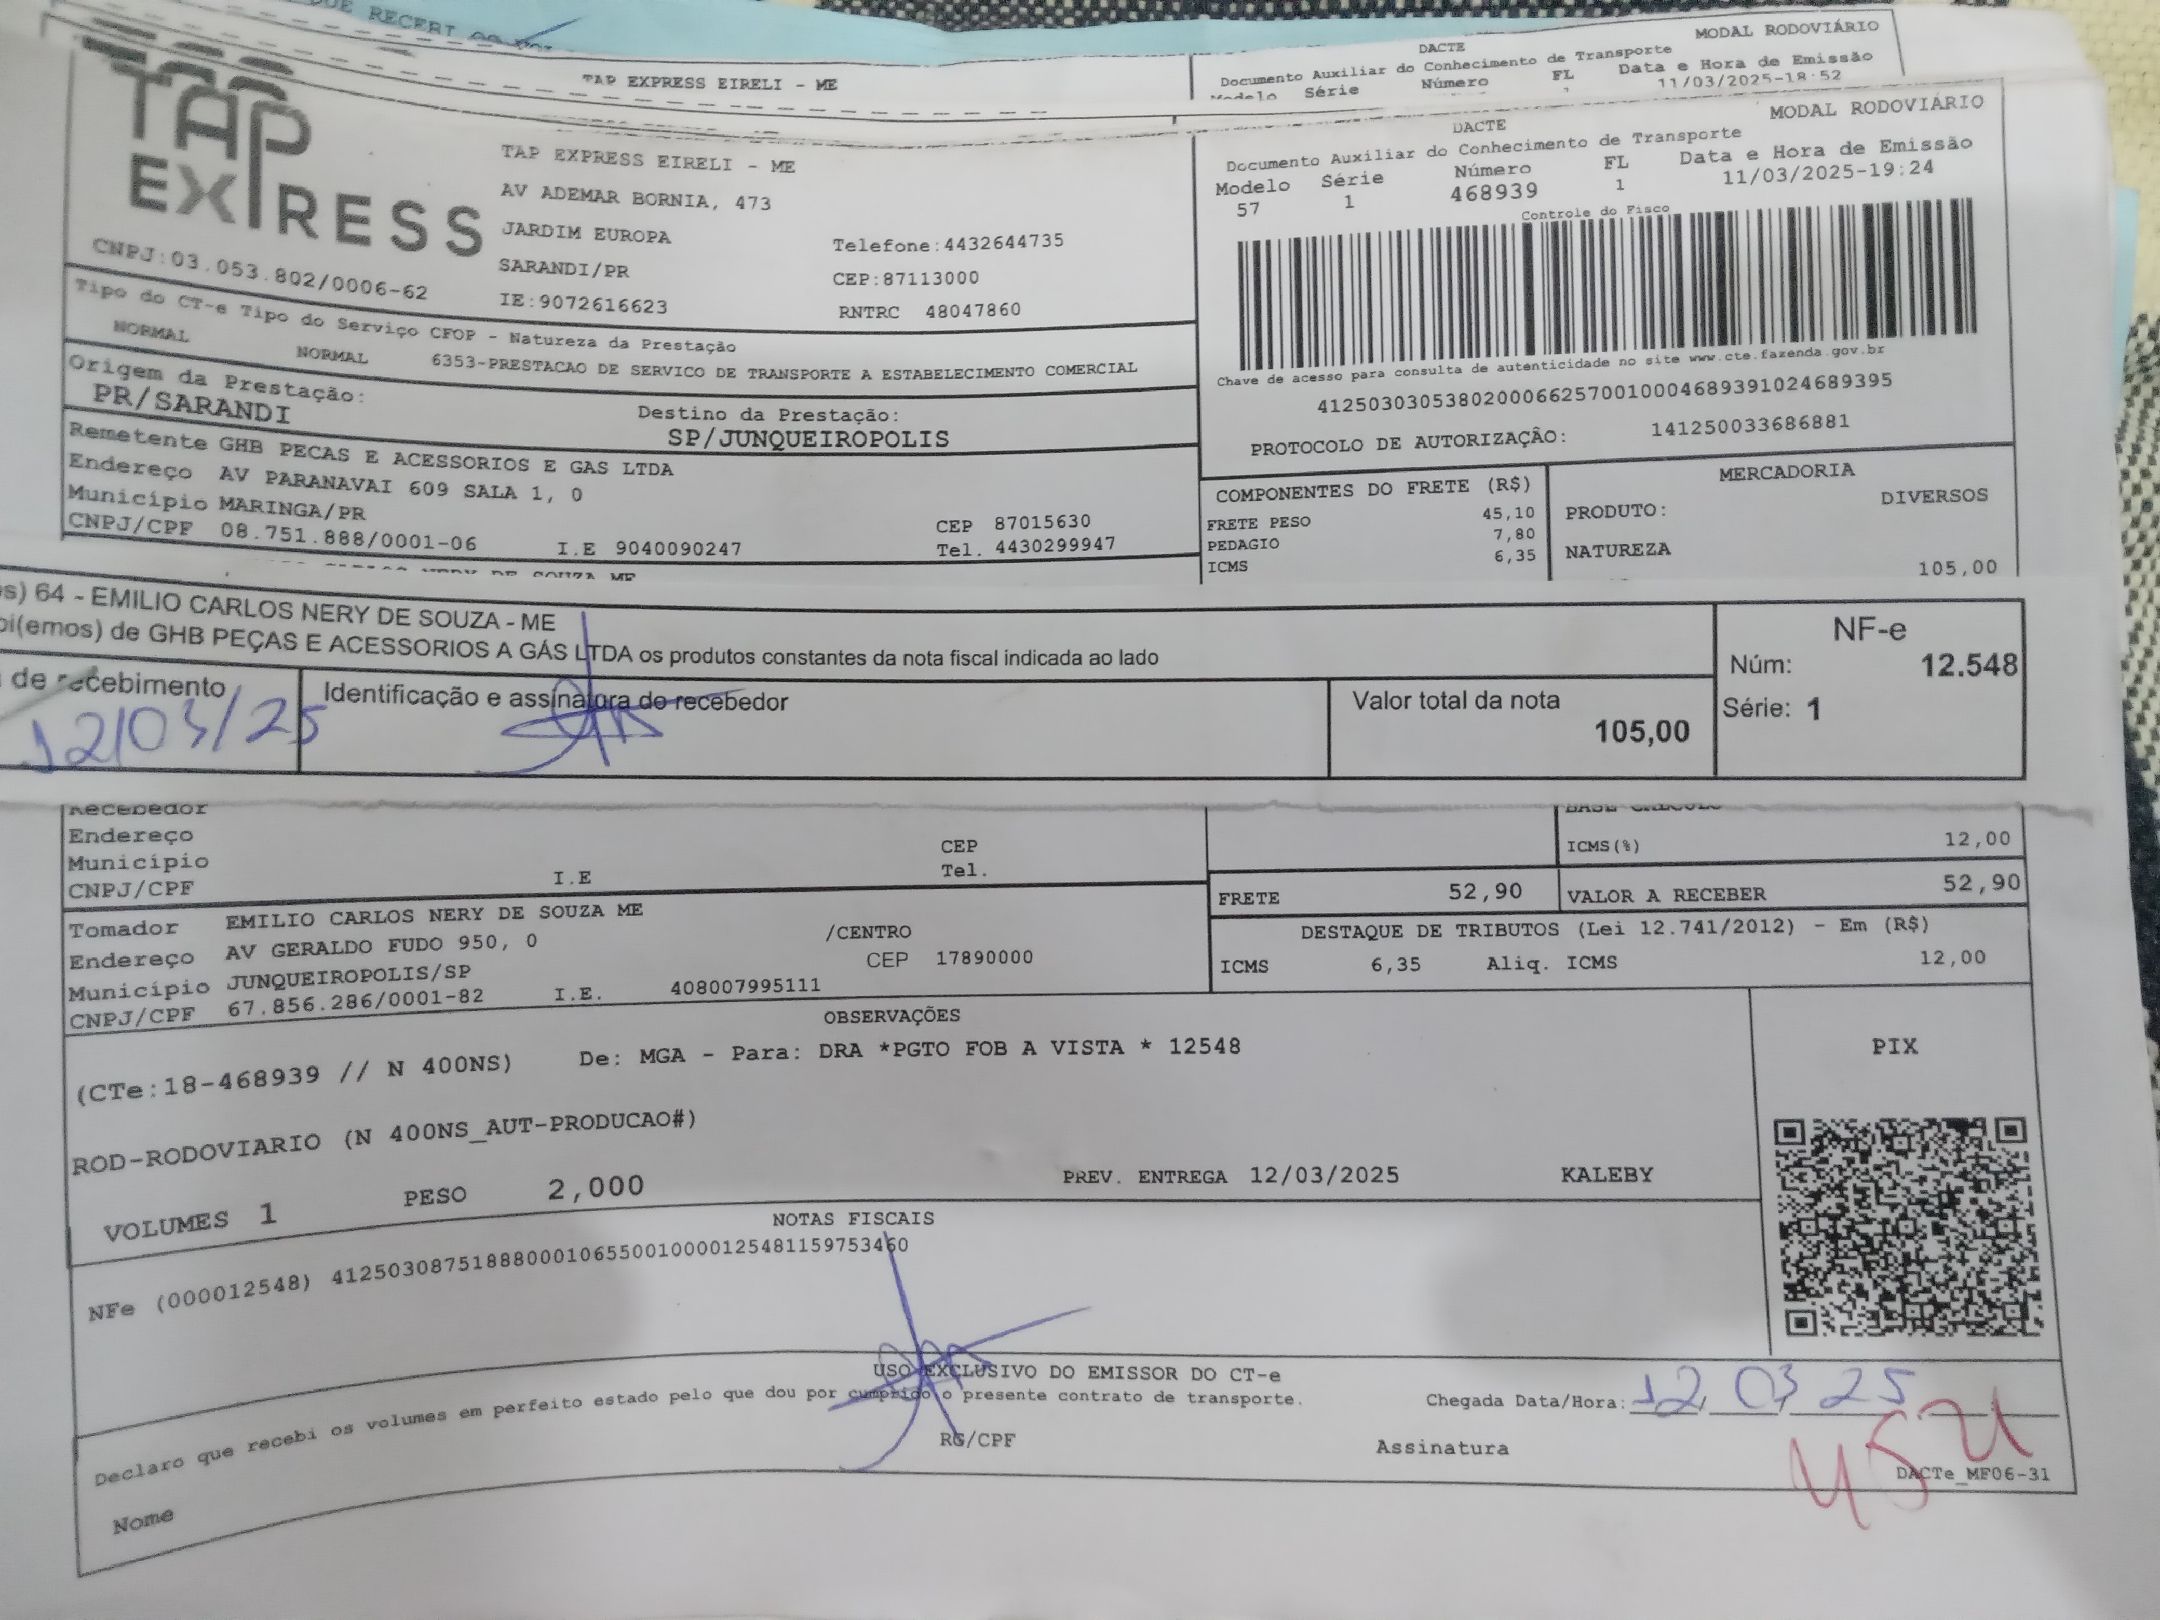 QUE RECEBI OS VOL
DACTE
MODAL RODOVIÁRIO
TAP EXPRESS EIRELI - ME
Documento Auxiliar do Conhecimento de Transporte
Modelo Série Número FL Data e Hora de Emissão
11/03/2025-18:52
TAP EXPRESS
CNPJ:03.053.802/0006-62
TAP EXPRESS EIRELI - ME
AV ADEMAR BORNIA, 473
JARDIM EUROPA
SARANDI/PR
IE:9072616623
Telefone:4432644735
CEP:87113000
RNTRC 48047860
MODAL RODOVIÁRIO
DACTE
Documento Auxiliar do Conhecimento de Transporte
Modelo Série Número FL Data e Hora de Emissão
57 1 468939 1 11/03/2025-19:24
Controle do Fisco
Chave de acesso para consulta de autenticidade no site www.cte.fazenda.gov.br
41250303053802000662570010004689391024689395
PROTOCOLO DE AUTORIZAÇÃO: 141250033686881
Tipo do CT-e Tipo do Serviço CFOP - Natureza da Prestação
NORMAL NORMAL 6353-PRESTACAO DE SERVICO DE TRANSPORTE A ESTABELECIMENTO COMERCIAL
Origem da Prestação: Destino da Prestação:
PR/SARANDI SP/JUNQUEIROPOLIS
Remetente GHB PECAS E ACESSORIOS E GAS LTDA
Endereço AV PARANAVAI 609 SALA 1, 0
Município MARINGA/PR CEP 87015630
CNPJ/CPF 08.751.888/0001-06 I.E 9040090247 Tel. 4430299947
COMPONENTES DO FRETE (R$)
FRETE PESO 45,10
PEDAGIO 7,80
ICMS 6,35
MERCADORIA
PRODUTO: DIVERSOS
NATUREZA
105,00
CARLOS NERY DE SOUZA ME
s) 64 - EMILIO CARLOS NERY DE SOUZA - ME
bi(emos) de GHB PEÇAS E ACESSORIOS A GÁS LTDA os produtos constantes da nota fiscal indicada ao lado
de recebimento
12/03/25
Identificação e assinatura do recebedor
Valor total da nota
105,00
NF-e
Núm: 12.548
Série: 1
Recebedor
Endereço
Município CEP
CNPJ/CPF I.E Tel.
BASE CALCULO
ICMS(%) 12,00
FRETE 52,90 VALOR A RECEBER 52,90
Tomador EMILIO CARLOS NERY DE SOUZA ME
Endereço AV GERALDO FUDO 950, 0 /CENTRO
Município JUNQUEIROPOLIS/SP CEP 17890000
CNPJ/CPF 67.856.286/0001-82 I.E. 408007995111
DESTAQUE DE TRIBUTOS (Lei 12.741/2012) - Em (R$)
ICMS 6,35 Aliq. ICMS 12,00
OBSERVAÇÕES
(CTe:18-468939 // N 400NS) De: MGA - Para: DRA *PGTO FOB A VISTA * 12548
ROD-RODOVIARIO (N 400NS_AUT-PRODUCAO#)
VOLUMES 1 PESO 2,000 PREV. ENTREGA 12/03/2025 KALEBY
PIX
NOTAS FISCAIS
NFe (000012548) 41250308751888000106550010000125481159753460
USO EXCLUSIVO DO EMISSOR DO CT-e
Declaro que recebi os volumes em perfeito estado pelo que dou por cumprido o presente contrato de transporte.
Chegada Data/Hora: 12 03 25
Nome RG/CPF Assinatura
DACTe_MF06-31